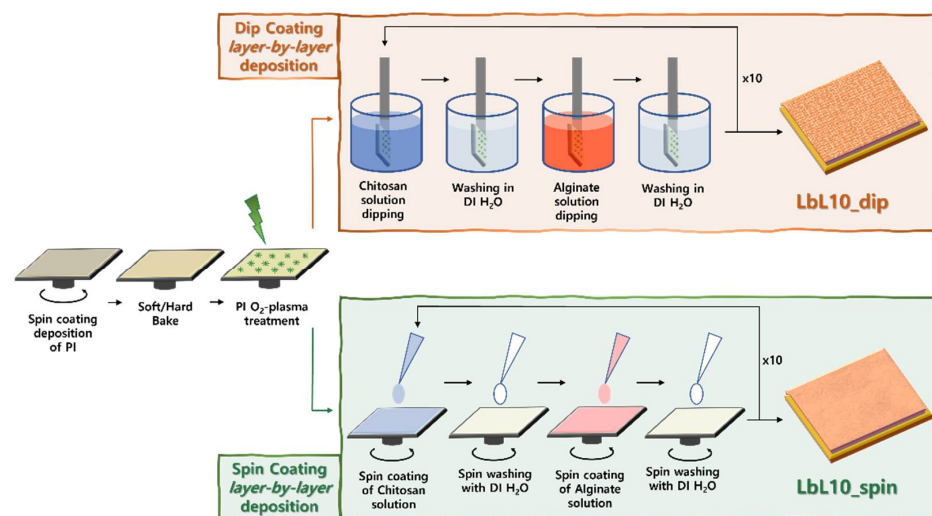 Dip Coating
layer-by-layer
deposition
x10
Chitosan
solution
dipping
Washing in
DI H₂O
Alginate
solution
dipping
Washing in
DI H₂O
LbL10_dip
Spin coating
deposition
of PI
Soft/Hard
Bake
PI O₂-plasma
treatment
x10
Spin coating
of Chitosan
solution
Spin washing
with DI H₂O
Spin coating
of Alginate
solution
Spin washing
with DI H₂O
LbL10_spin
Spin Coating
layer-by-layer
deposition